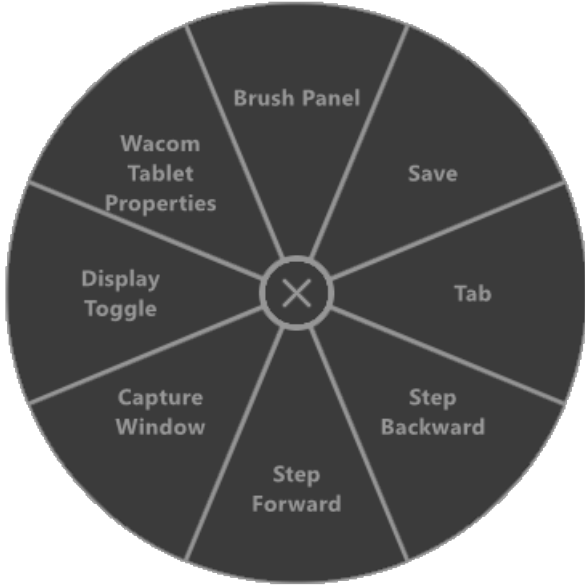 Brush Panel
Save
Tab
Step
Backward
Step
Forward
Capture
Window
Display
Toggle
Wacom
Tablet
Properties